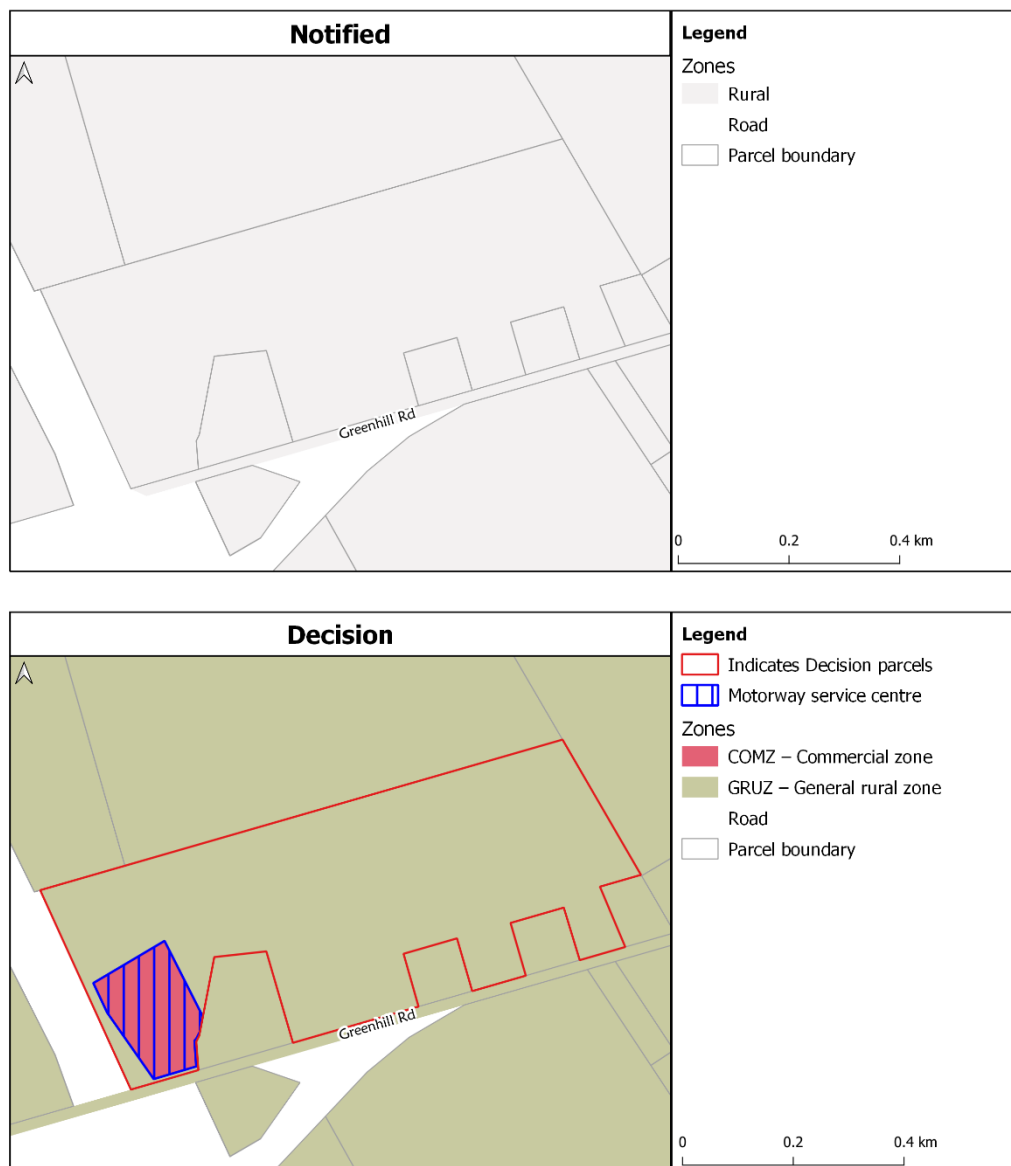 Notified
Greenhill Rd
Legend
Zones
Rural
Road
Parcel boundary
0 0.2 0.4 km
Decision
Greenhill Rd
Legend
Indicates Decision parcels
Motorway service centre
Zones
COMZ – Commercial zone
GRUZ – General rural zone
Road
Parcel boundary
0 0.2 0.4 km